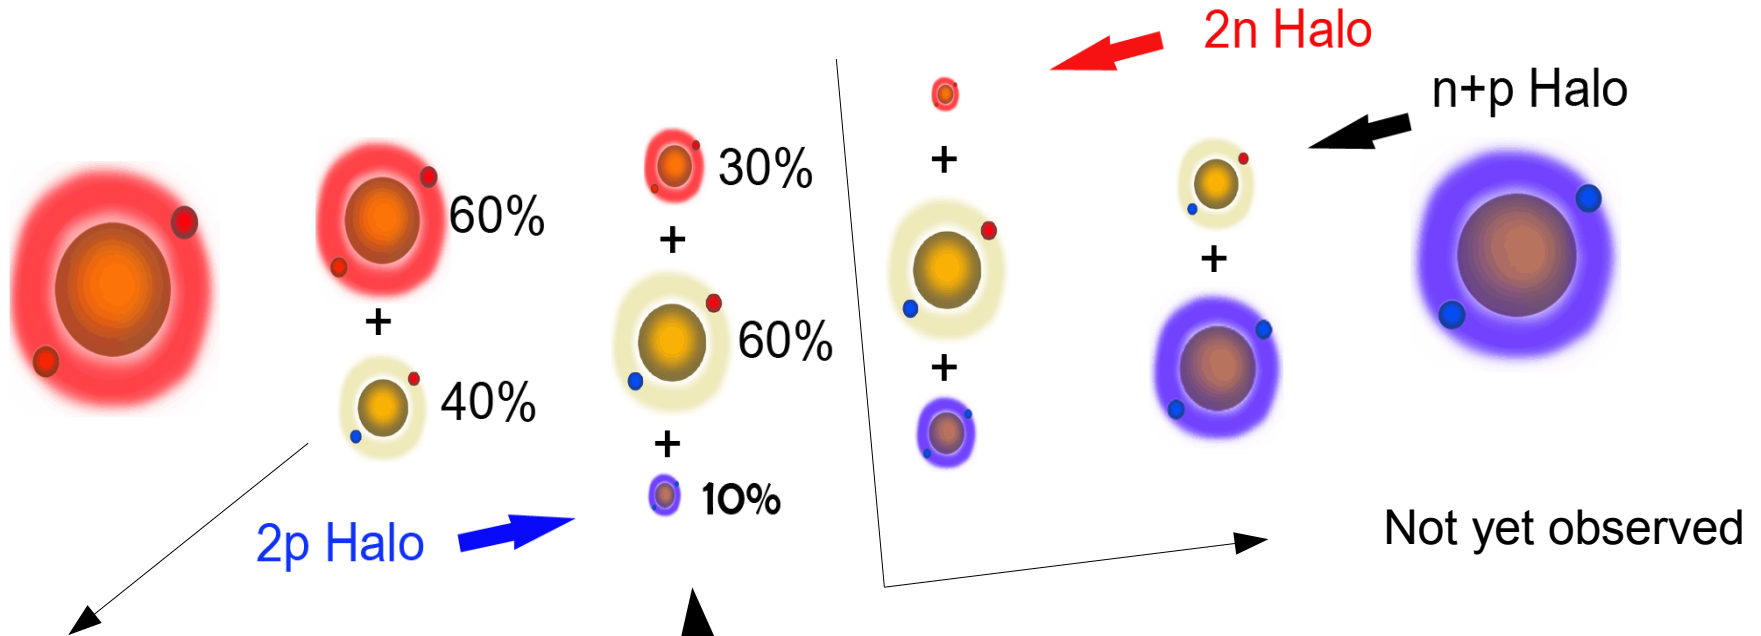 2n Halo
n+p Halo
60%
+
40%
30%
+
60%
+
10%
+
+
+
2p Halo
Not yet observed